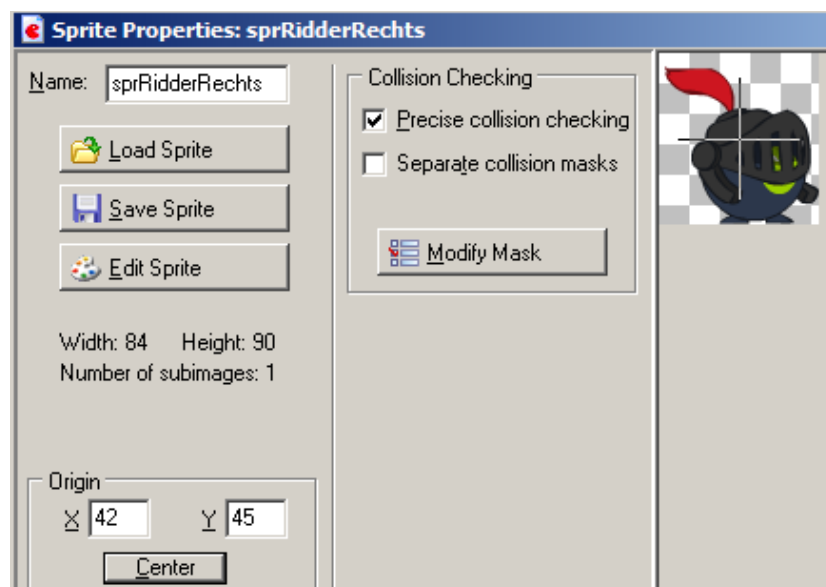 Sprite Properties: sprRidderRechts
Name: sprRidderRechts
Load Sprite
Save Sprite
Edit Sprite
Width: 84 Height: 90
Number of subimages: 1
Origin
X 42 Y 45
Center
Collision Checking
Precise collision checking
Separate collision masks
Modify Mask